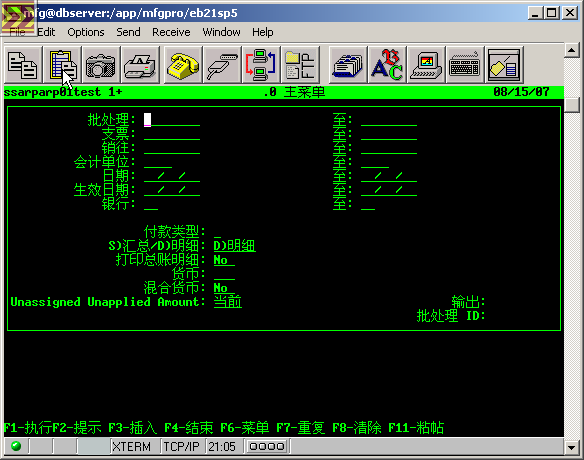 mfg@dbserver:/app/mfgpro/eb21sp5
File Edit Options Send Receive Window Help
ssarparp01test 1+ .0 主菜单 08/15/07
批处理: 至:
支票: 至:
销往: 至:
会计单位: 至:
日期: / / 至: / /
生效日期: / / 至: / /
银行: 至:
付款类型:
S)汇总/D)明细: D)明细
打印总账明细: No
货币:
混合货币: No
Unassigned Unapplied Amount: 当前 输出:
批处理 ID:
F1-执行F2-提示 F3-插入 F4-结束 F6-菜单 F7-重复 F8-清除 F11-粘帖
XTERM TCP/IP 21:05